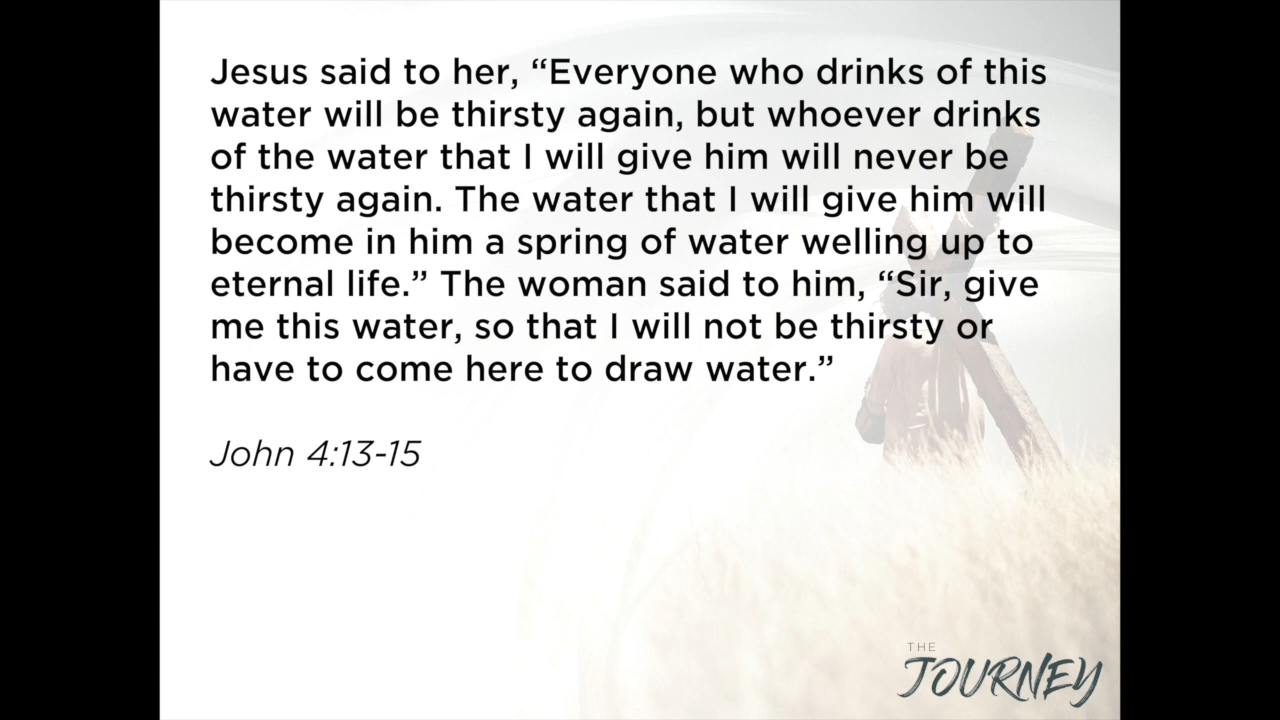 Jesus said to her, “Everyone who drinks of this
water will be thirsty again, but whoever drinks
of the water that I will give him will never be
thirsty again. The water that I will give him will
become in him a spring of water welling up to
eternal life.” The woman said to him, “Sir, give
me this water, so that I will not be thirsty or
have to come here to draw water.”
John 4:13-15
THE
JOURNEY